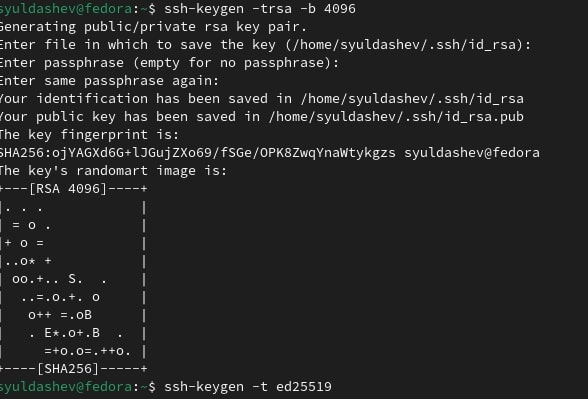 syuldashev@fedora:~$ ssh-keygen -trsa -b 4096
Generating public/private rsa key pair.
Enter file in which to save the key (/home/syuldashev/.ssh/id_rsa):
Enter passphrase (empty for no passphrase):
Enter same passphrase again:
Your identification has been saved in /home/syuldashev/.ssh/id_rsa
Your public key has been saved in /home/syuldashev/.ssh/id_rsa.pub
The key fingerprint is:
SHA256:ojYAGXd6G+lJGujZXo69/fSGe/OPK8ZwqYnaWtykgzs syuldashev@fedora
The key's randomart image is:
+---[RSA 4096]----+
|. . .            |
| = o .           |
|+ o =            |
|..o* +           |
| oo.+.. S.  .    |
|  ..=.o.+. o     |
|   o++ =.oB      |
|   . E*.o+.B  .  |
|     =+o.o=.++o. |
+----[SHA256]-----+
syuldashev@fedora:~$ ssh-keygen -t ed25519